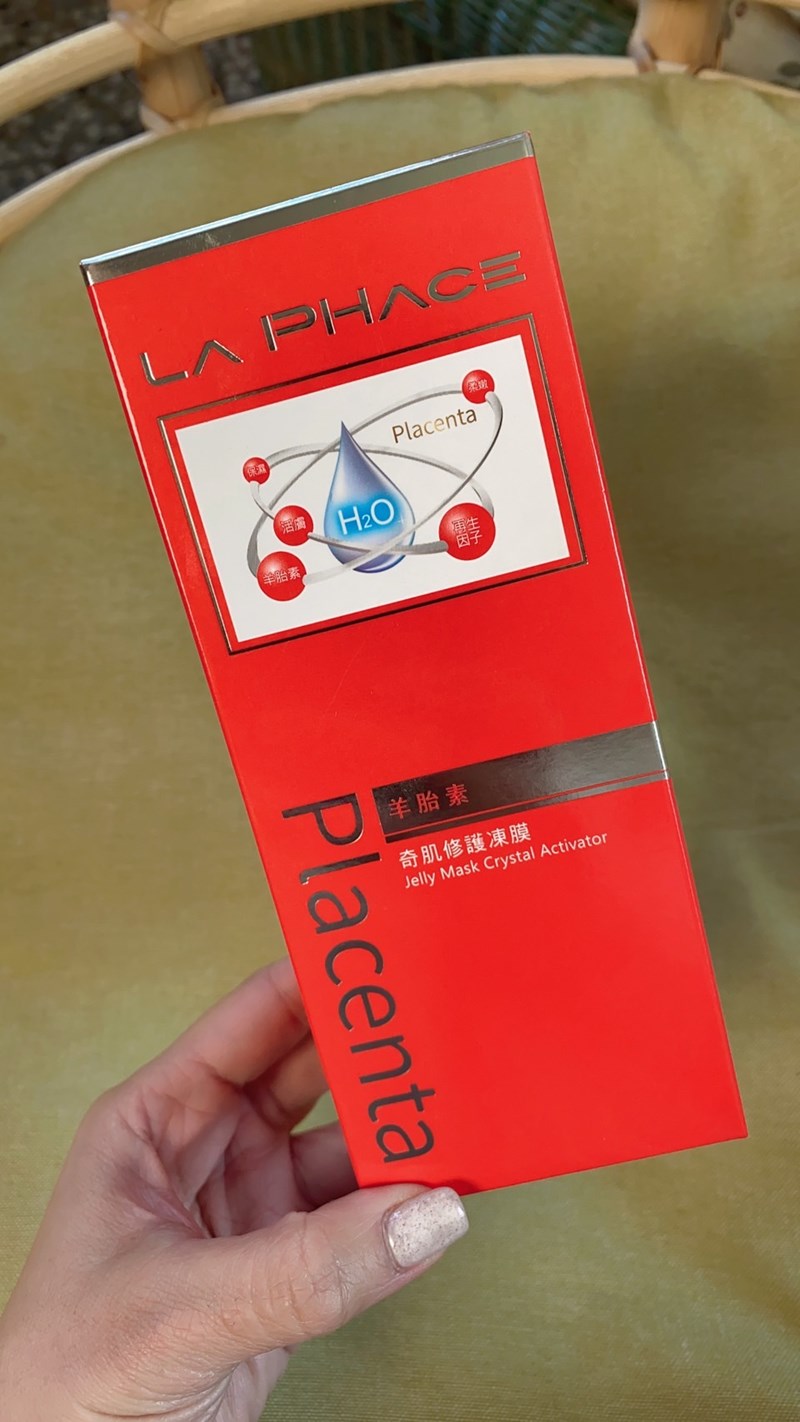 LA PHACE
Placenta
柔嫩
保濕
活膚
H2O
再生
因子
羊胎素
羊胎素
奇肌修護凍膜
Jelly Mask Crystal Activator
Placenta